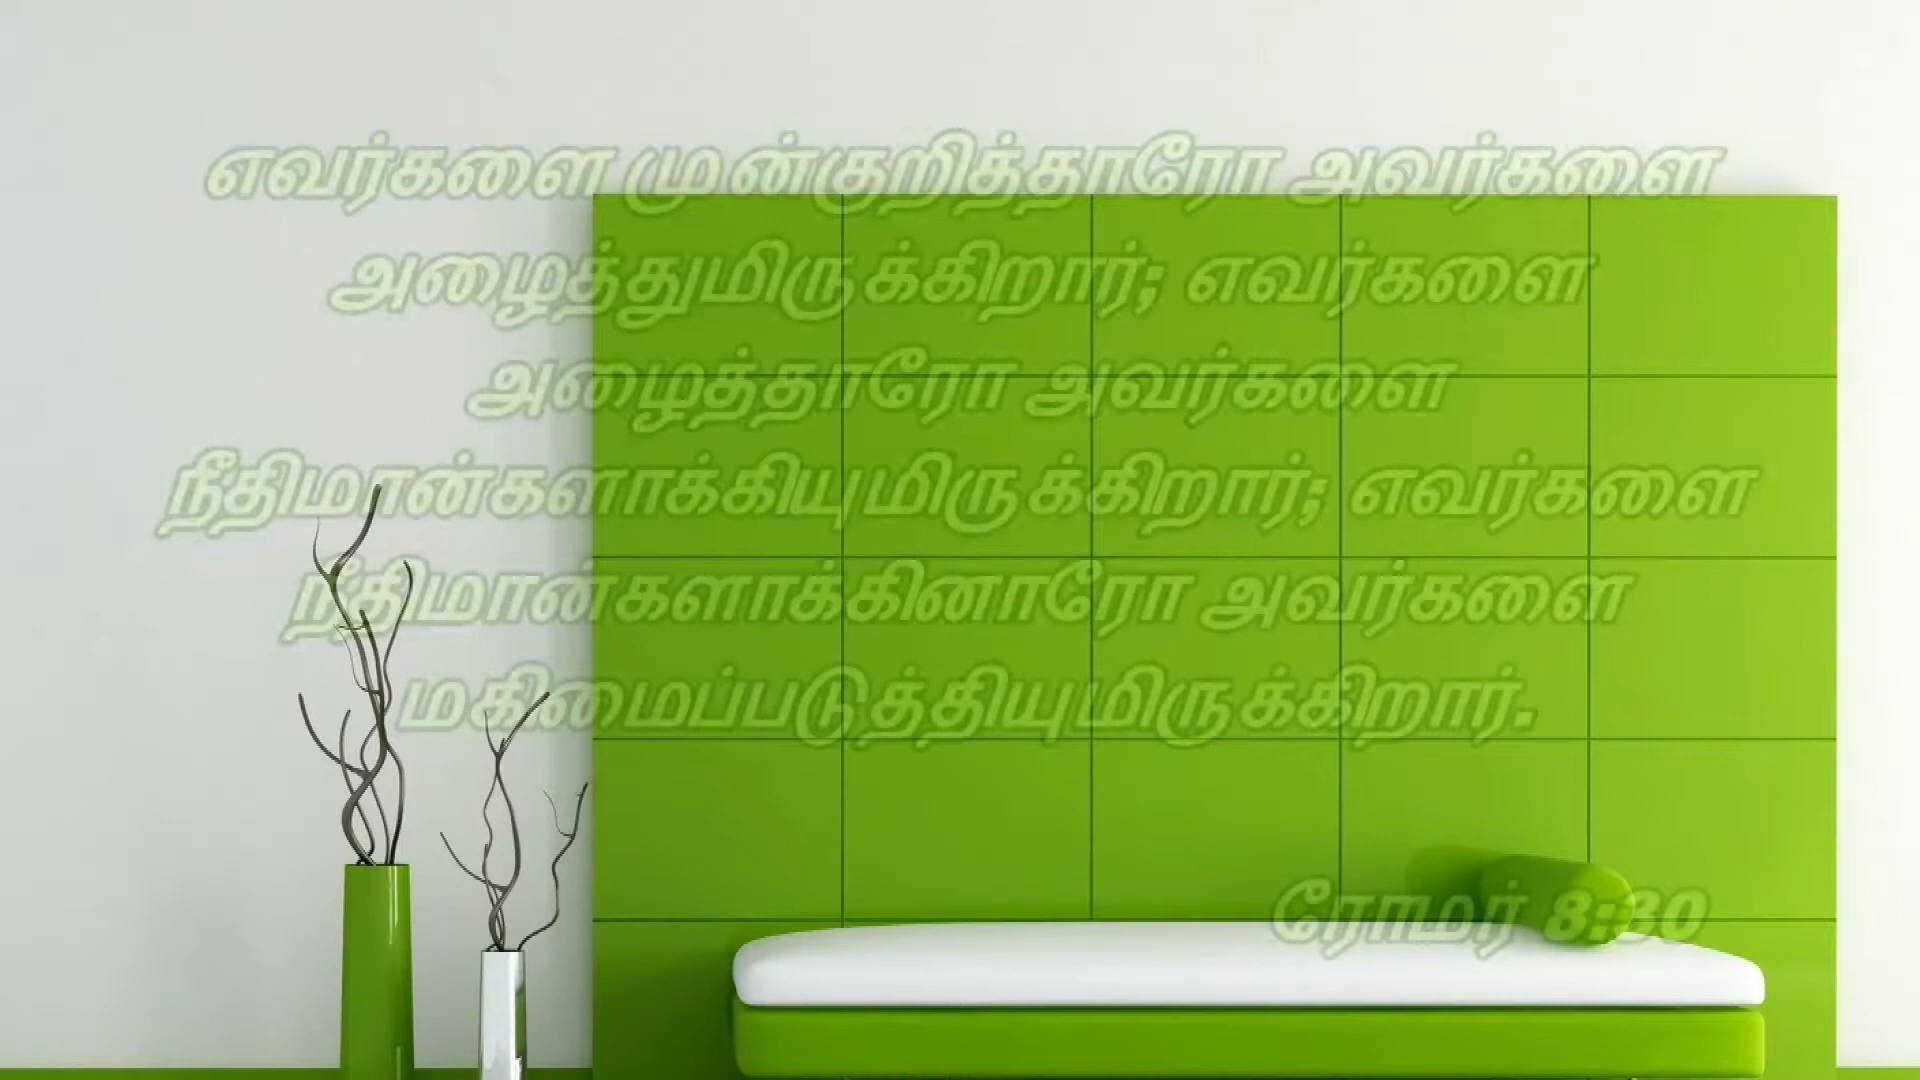 எவர்களை முன்குறித்தாரோ அவர்களை
அழைத்துமிருக்கிறார்; எவர்களை
அழைத்தாரோ அவர்களை
நீதிமான்களாக்கியுமிருக்கிறார்; எவர்களை
நீதிமான்களாக்கினாரோ அவர்களை
மகிமைப்படுத்தியுமிருக்கிறார்.
ரோமர் 8:30